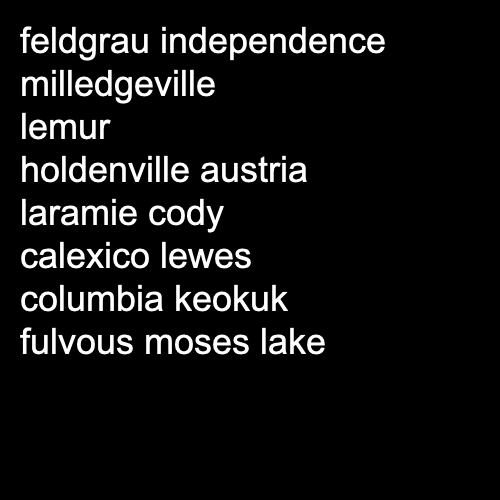 feldgrau independence
milledgeville
lemur
holdenville austria
laramie cody
calexico lewes
columbia keokuk
fulvous moses lake